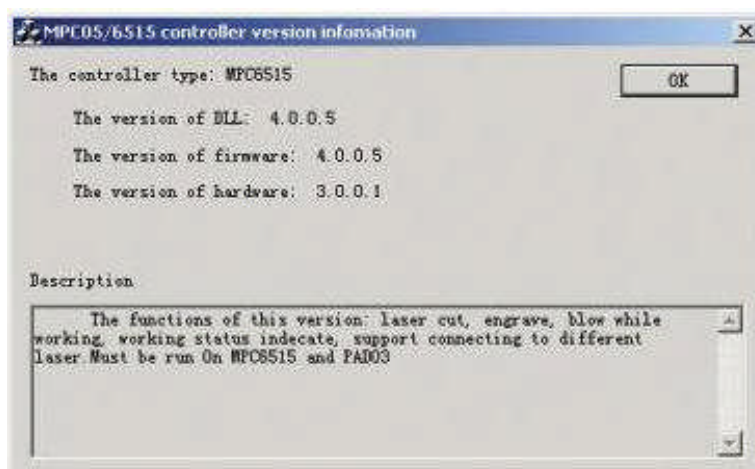 MPC05/6515 controller version infomation
The controller type: MPC6515
OK
The version of DLL: 4.0.0.5
The version of firmware: 4.0.0.5
The version of hardware: 3.0.0.1
Description
The functions of this version: laser cut, engrave, blow while
working, working status indecate, support connecting to different
laser Must be run On MPC6515 and PAD03